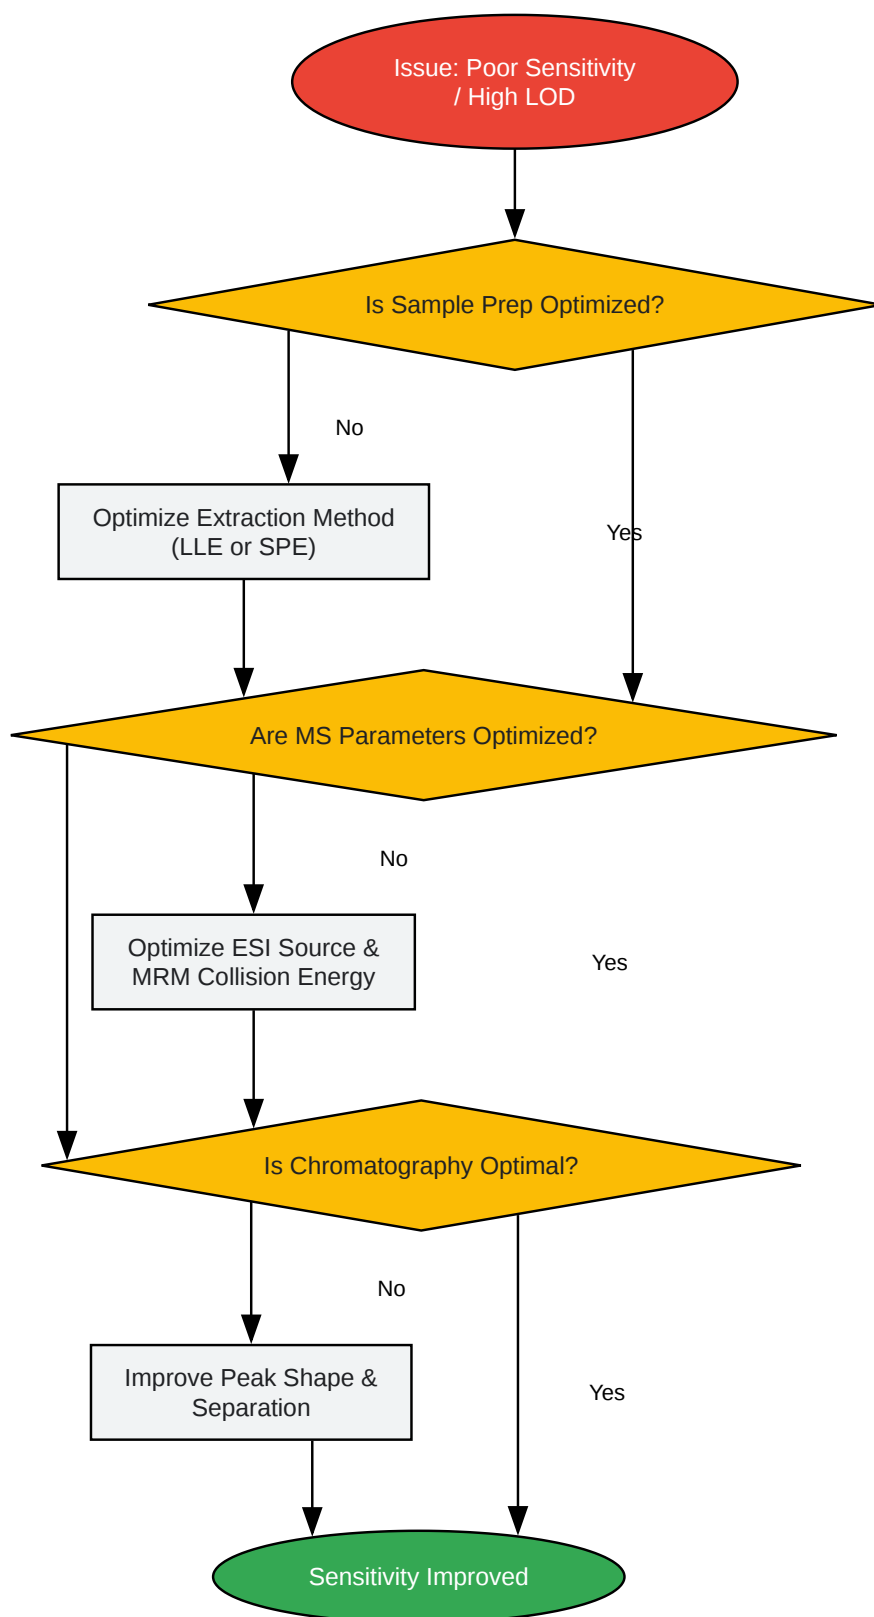 Issue: Poor Sensitivity
/ High LOD
Is Sample Prep Optimized?
No
Optimize Extraction Method
(LLE or SPE)
Yes
Are MS Parameters Optimized?
No
Optimize ESI Source &
MRM Collision Energy
Yes
Is Chromatography Optimal?
No
Improve Peak Shape &
Separation
Yes
Sensitivity Improved